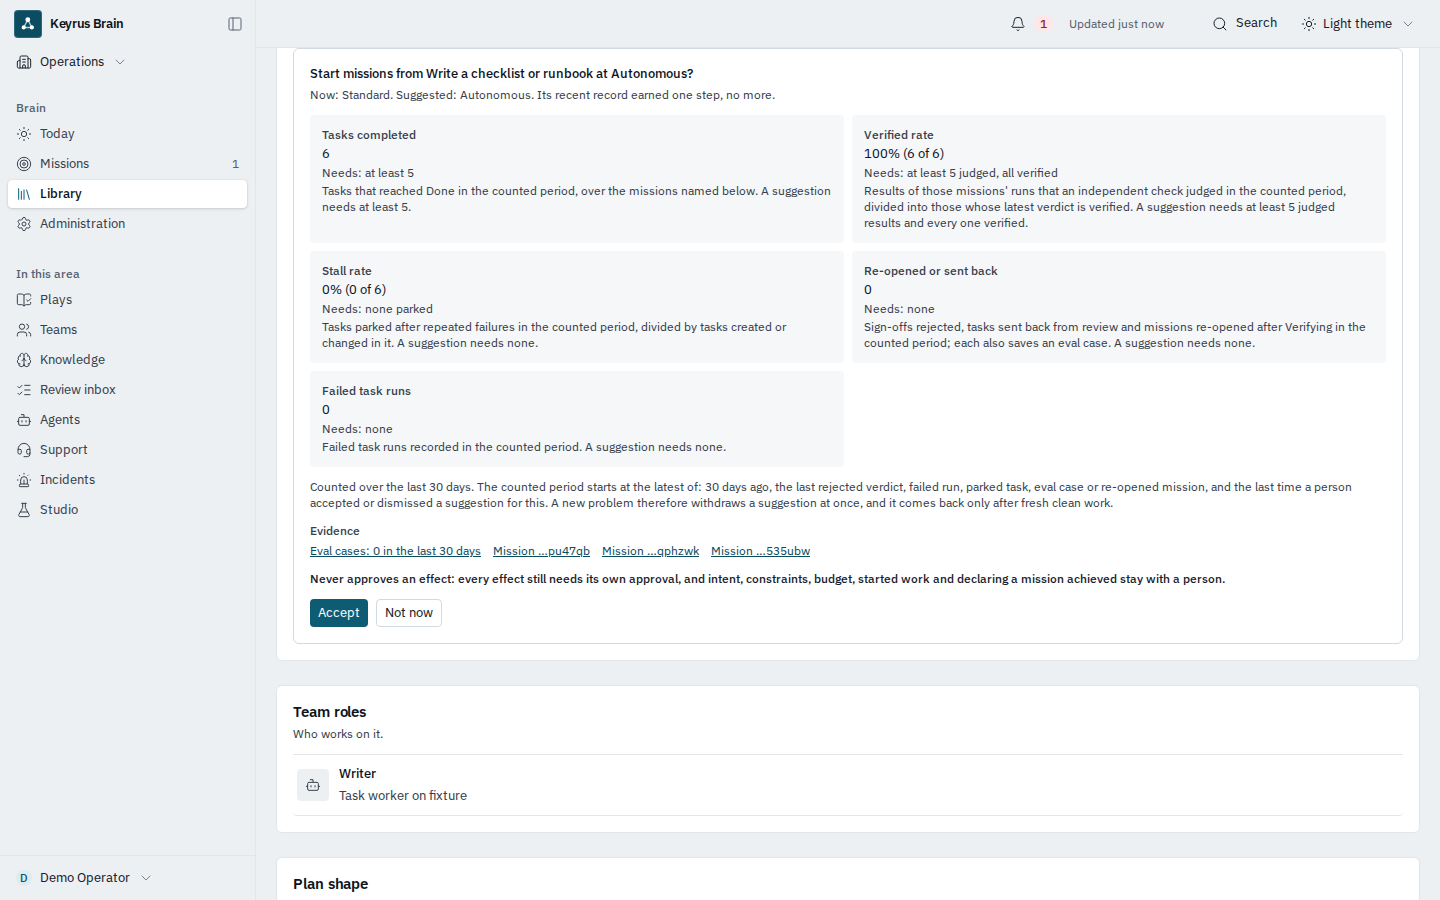 Keyrus Brain
Operations
Brain
Today
Missions 1
Library
Administration
In this area
Plays
Teams
Knowledge
Review inbox
Agents
Support
Incidents
Studio
D Demo Operator
1 Updated just now Search Light theme
Start missions from Write a checklist or runbook at Autonomous?
Now: Standard. Suggested: Autonomous. Its recent record earned one step, no more.
Tasks completed
6
Needs: at least 5
Tasks that reached Done in the counted period, over the missions named below. A suggestion
needs at least 5.
Verified rate
100% (6 of 6)
Needs: at least 5 judged, all verified
Results of those missions' runs that an independent check judged in the counted period,
divided into those whose latest verdict is verified. A suggestion needs at least 5 judged
results and every one verified.
Stall rate
0% (0 of 6)
Needs: none parked
Tasks parked after repeated failures in the counted period, divided by tasks created or
changed in it. A suggestion needs none.
Re-opened or sent back
0
Needs: none
Sign-offs rejected, tasks sent back from review and missions re-opened after Verifying in the
counted period; each also saves an eval case. A suggestion needs none.
Failed task runs
0
Needs: none
Failed task runs recorded in the counted period. A suggestion needs none.
Counted over the last 30 days. The counted period starts at the latest of: 30 days ago, the last rejected verdict, failed run, parked task, eval case or re-opened mission, and the last time a person
accepted or dismissed a suggestion for this. A new problem therefore withdraws a suggestion at once, and it comes back only after fresh clean work.
Evidence
Eval cases: 0 in the last 30 days Mission …pu47qb Mission …qphzwk Mission …535ubw
Never approves an effect: every effect still needs its own approval, and intent, constraints, budget, started work and declaring a mission achieved stay with a person.
Accept Not now
Team roles
Who works on it.
Writer
Task worker on fixture
Plan shape